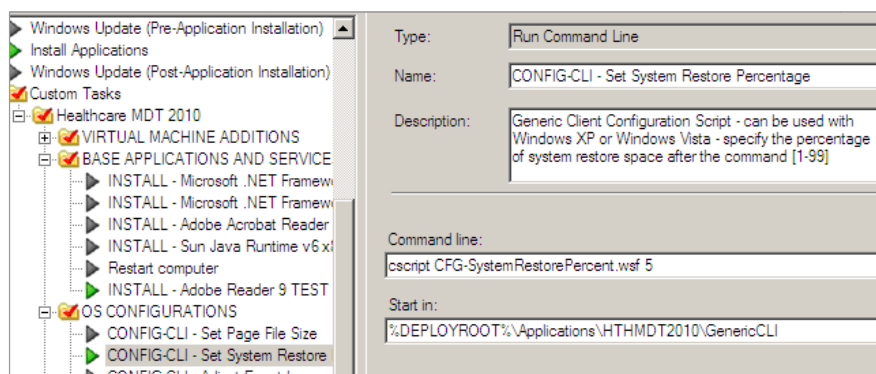 Windows Update (Pre-Application Installation)
Install Applications
Windows Update (Post-Application Installation)
Custom Tasks
Healthcare MDT 2010
VIRTUAL MACHINE ADDITIONS
BASE APPLICATIONS AND SERVICE
INSTALL - Microsoft .NET Framew
INSTALL - Microsoft .NET Framew
INSTALL - Adobe Acrobat Reader
INSTALL - Sun Java Runtime v6
Restart computer
INSTALL - Adobe Reader 9 TEST
OS CONFIGURATIONS
CONFIG-CLI - Set Page File Size
CONFIG-CLI - Set System Restore
Type:
Run Command Line
Name:
CONFIG-CLI - Set System Restore Percentage
Description:
Generic Client Configuration Script - can be used with
Windows XP or Windows Vista - specify the percentage
of system restore space after the command [1-99]
Command line:
cscript CFG-SystemRestorePercent.wsf 5
Start in:
%DEPLOYROOT%\Applications\HTHMDT2010\GenericCLI